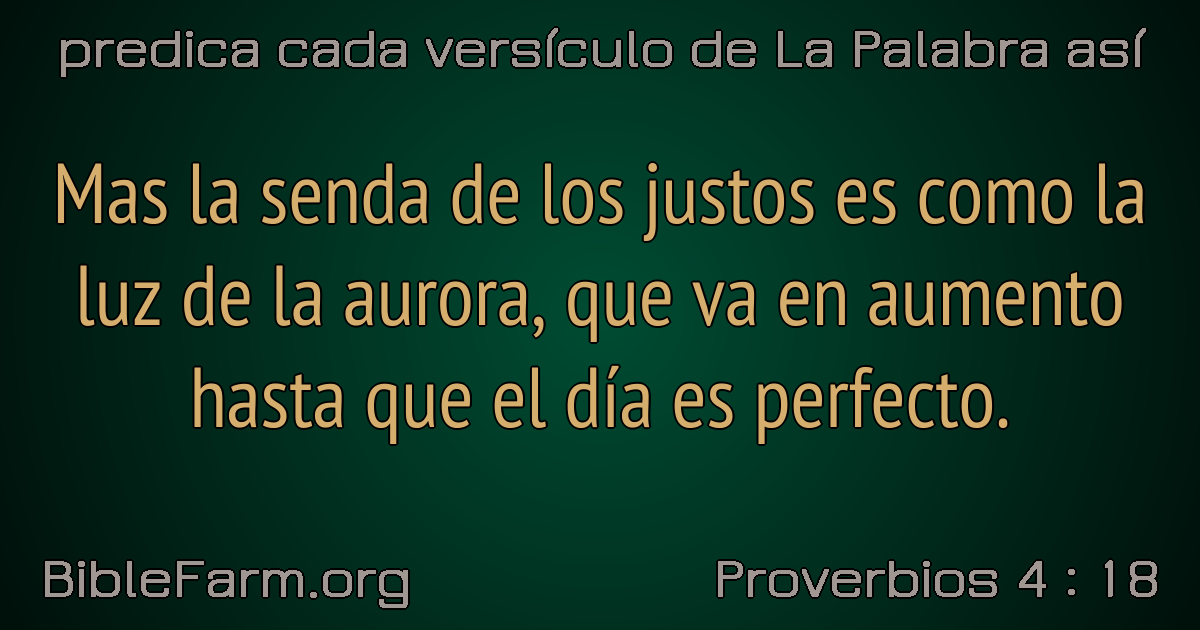 predica cada versículo de La Palabra así
Mas la senda de los justos es como la
luz de la aurora, que va en aumento
hasta que el día es perfecto.
BibleFarm.org
Proverbios 4 : 18